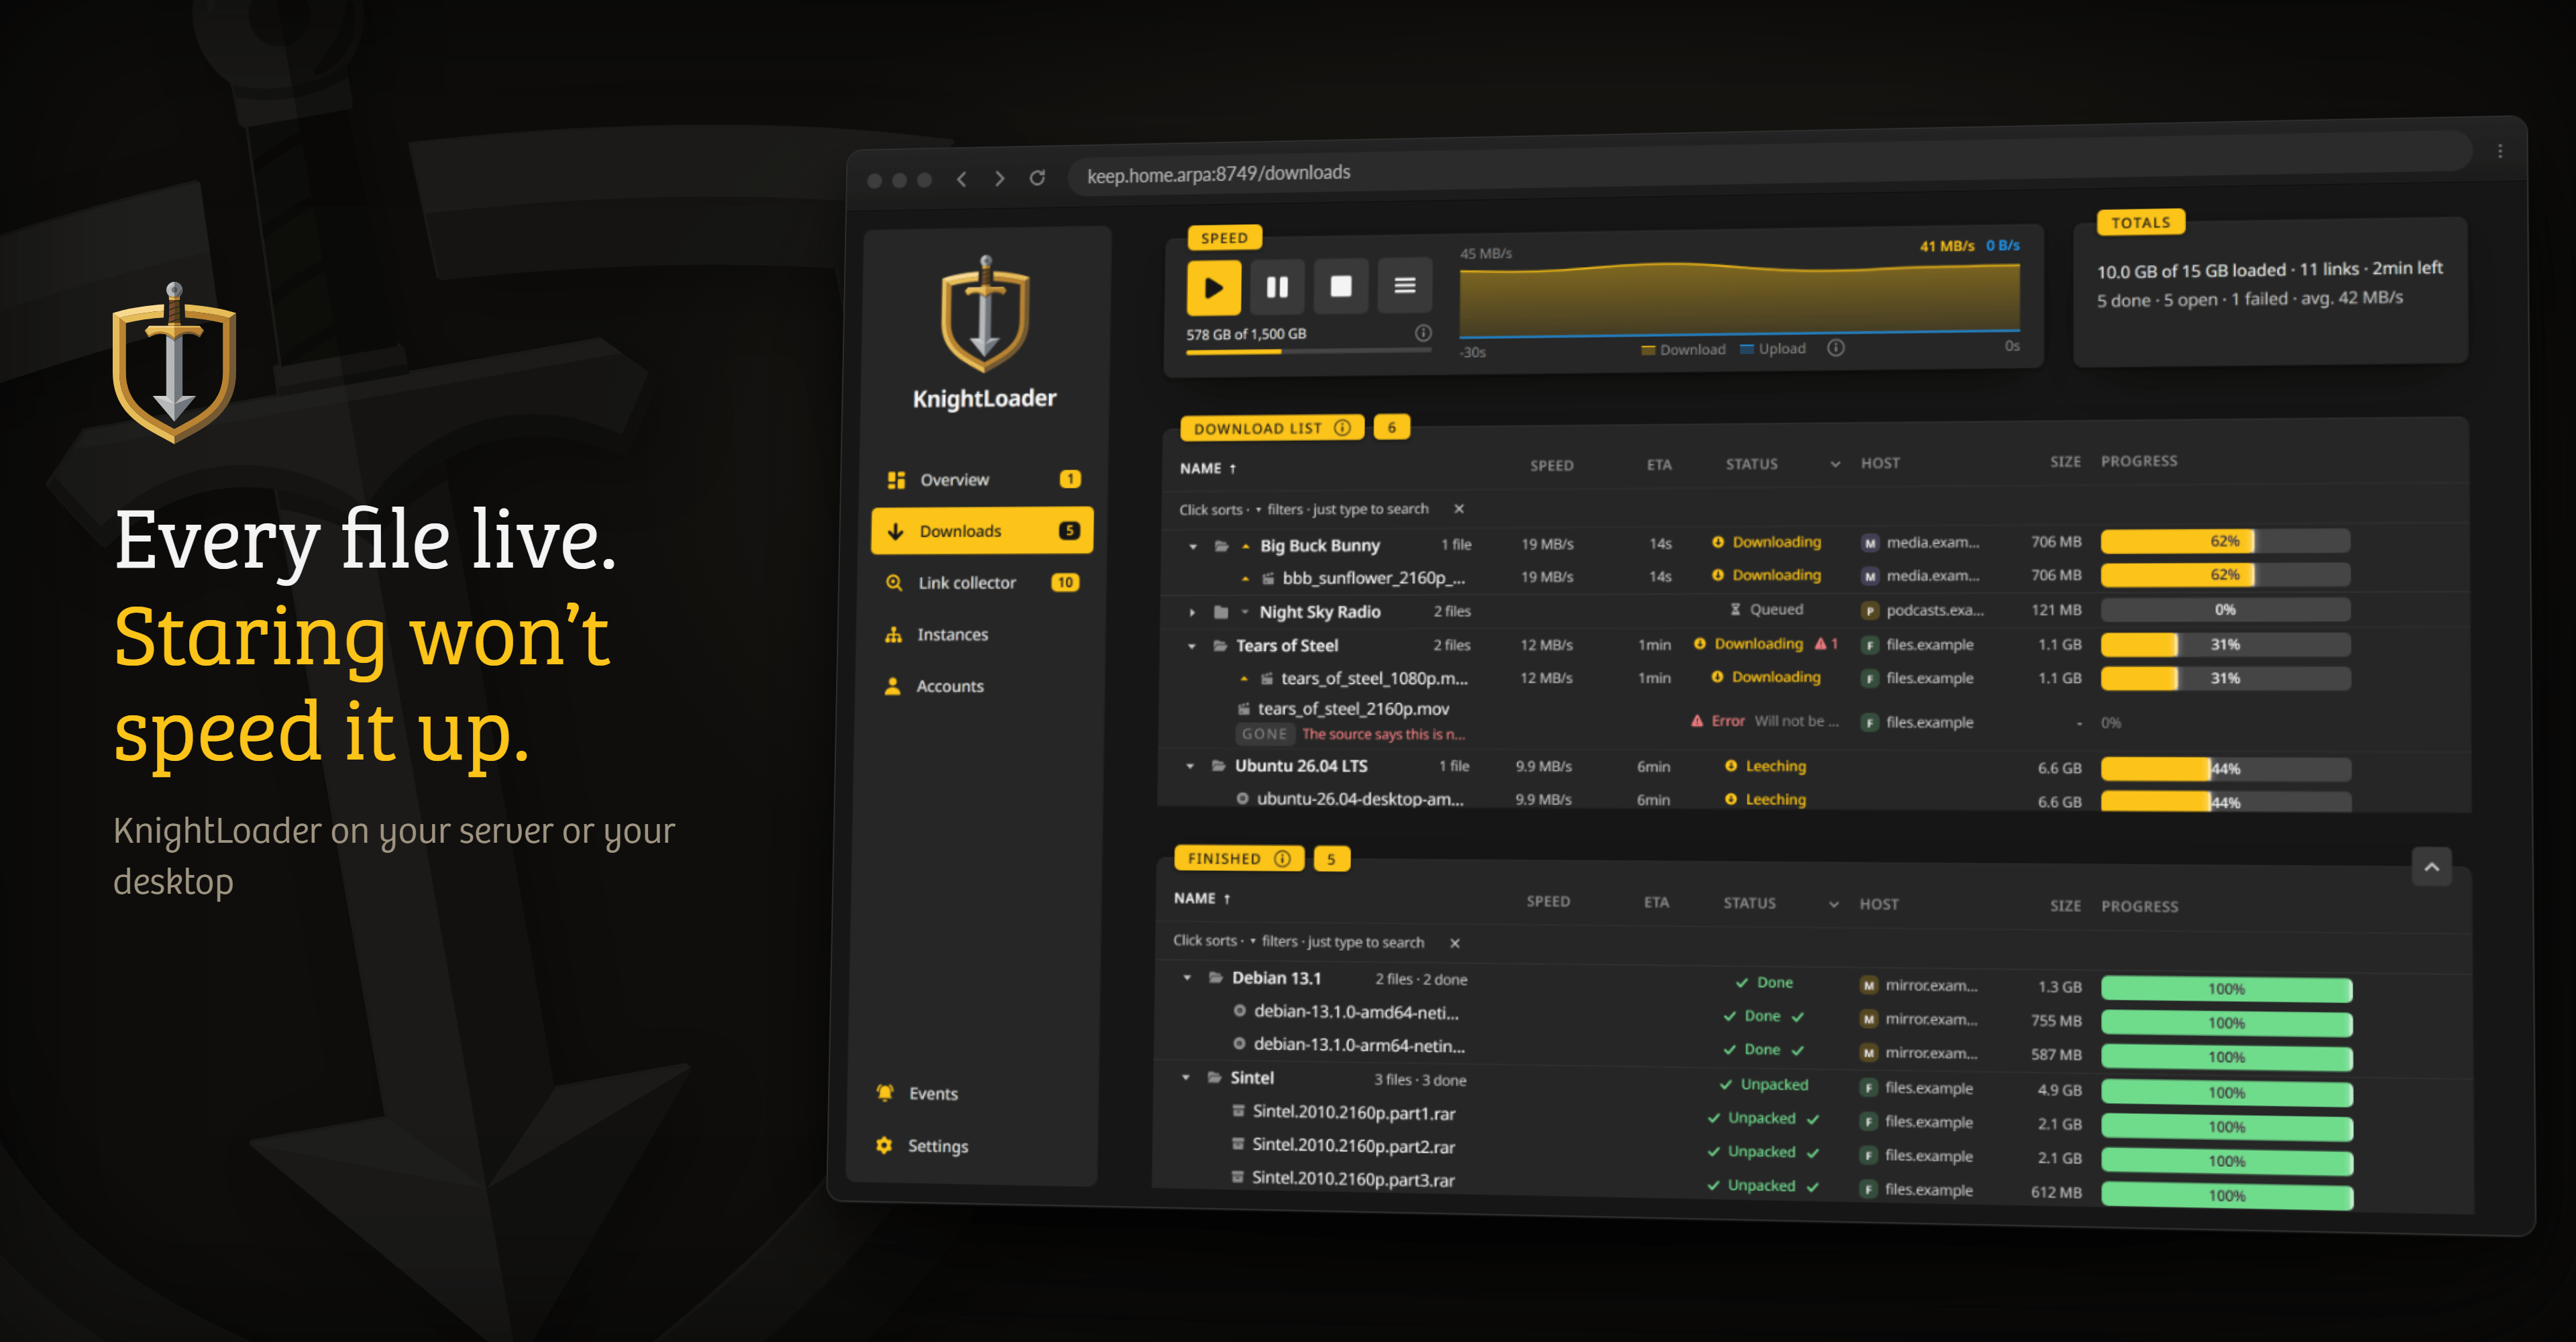 Every file live.
Staring won't
speed it up.
KnightLoader on your server or your
desktop
keep.home.arpa:8749/downloads
KnightLoader
Overview 1
Downloads 5
Link collector 10
Instances
Accounts
Events
Settings
SPEED
578 GB of 1,500 GB
45 MB/s
41 MB/s 0 B/s
-30s Download Upload 0s
TOTALS
10.0 GB of 15 GB loaded · 11 links · 2min left
5 done · 5 open · 1 failed · avg. 42 MB/s
DOWNLOAD LIST 6
NAME ↑ SPEED ETA STATUS HOST SIZE PROGRESS
Click sorts · ▾ filters · just type to search ✕
Big Buck Bunny 1 file 19 MB/s 14s Downloading M media.exam... 706 MB 62%
bbb_sunflower_2160p_... 19 MB/s 14s Downloading M media.exam... 706 MB 62%
Night Sky Radio 2 files Queued P podcasts.exa... 121 MB 0%
Tears of Steel 2 files 12 MB/s 1min Downloading 1 F files.example 1.1 GB 31%
tears_of_steel_1080p.m... 12 MB/s 1min Downloading F files.example 1.1 GB 31%
tears_of_steel_2160p.mov Error Will not be ... F files.example - 0%
GONE The source says this is n...
Ubuntu 26.04 LTS 1 file 9.9 MB/s 6min Leeching 6.6 GB 44%
ubuntu-26.04-desktop-am... 9.9 MB/s 6min Leeching 6.6 GB 44%
FINISHED 5
NAME ↑ SPEED ETA STATUS HOST SIZE PROGRESS
Click sorts · ▾ filters · just type to search ✕
Debian 13.1 2 files · 2 done Done M mirror.exam... 1.3 GB 100%
debian-13.1.0-amd64-neti... Done M mirror.exam... 755 MB 100%
debian-13.1.0-arm64-netin... Done M mirror.exam... 587 MB 100%
Sintel 3 files · 3 done Unpacked F files.example 4.9 GB 100%
Sintel.2010.2160p.part1.rar Unpacked F files.example 2.1 GB 100%
Sintel.2010.2160p.part2.rar Unpacked F files.example 2.1 GB 100%
Sintel.2010.2160p.part3.rar Unpacked F files.example 612 MB 100%